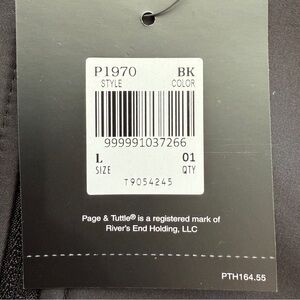 P1970 BK
STYLE COLOR
999991037266
L 01
SIZE QTY
T9054245
Page & Tuttle® is a registered mark of
River's End Holding, LLC
PTH164.55